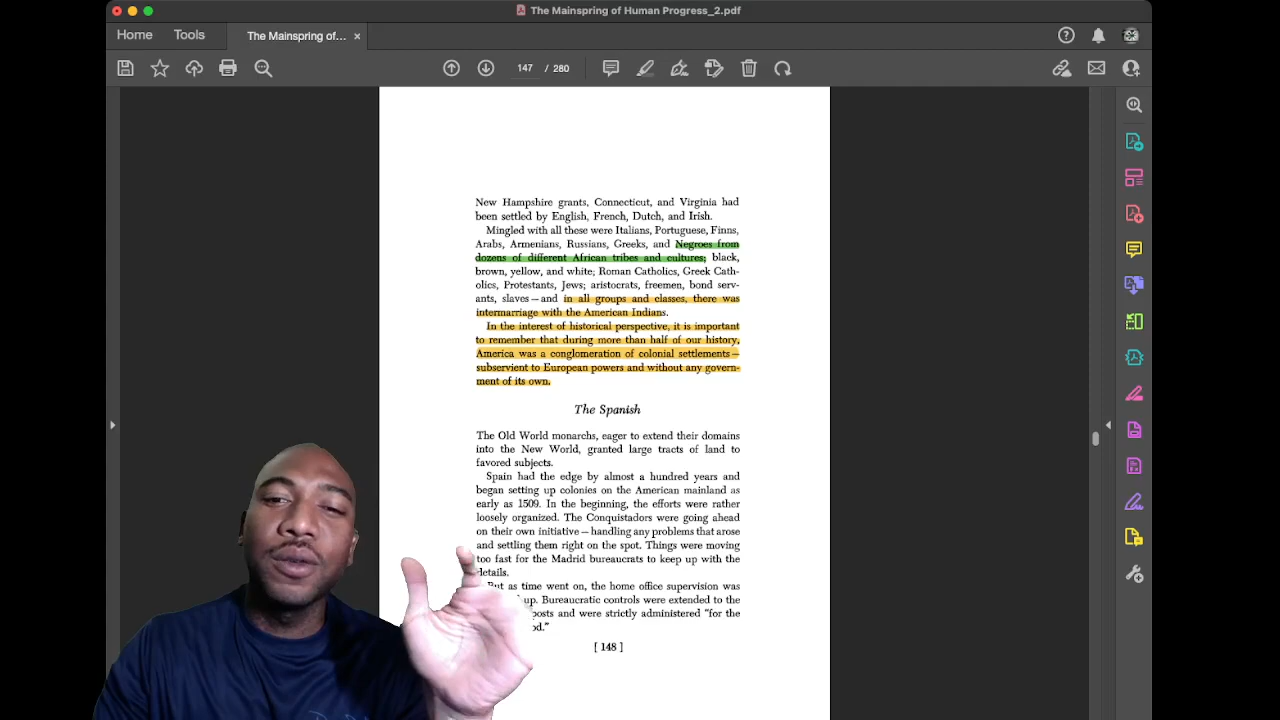 The Mainspring of Human Progress_2.pdf
Home Tools The Mainspring of... ×
147 / 280
New Hampshire grants, Connecticut, and Virginia had
been settled by English, French, Dutch, and Irish.
Mingled with all these were Italians, Portuguese, Finns,
Arabs, Armenians, Russians, Greeks, and Negroes from
dozens of different African tribes and cultures; black,
brown, yellow, and white; Roman Catholics, Greek Cath-
olics, Protestants, Jews; aristocrats, freemen, bond serv-
ants, slaves—and in all groups and classes, there was
intermarriage with the American Indians.
In the interest of historical perspective, it is important
to remember that during more than half of our history,
America was a conglomeration of colonial settlements—
subservient to European powers and without any govern-
ment of its own.
The Spanish
The Old World monarchs, eager to extend their domains
into the New World, granted large tracts of land to
favored subjects.
Spain had the edge by almost a hundred years and
began setting up colonies on the American mainland as
early as 1509. In the beginning, the efforts were rather
loosely organized. The Conquistadors were going ahead
on their own initiative—handling any problems that arose
and settling them right on the spot. Things were moving
too fast for the Madrid bureaucrats to keep up with the
details.
But as time went on, the home office supervision was
up. Bureaucratic controls were extended to the
posts and were strictly administered “for the
[ 148 ]